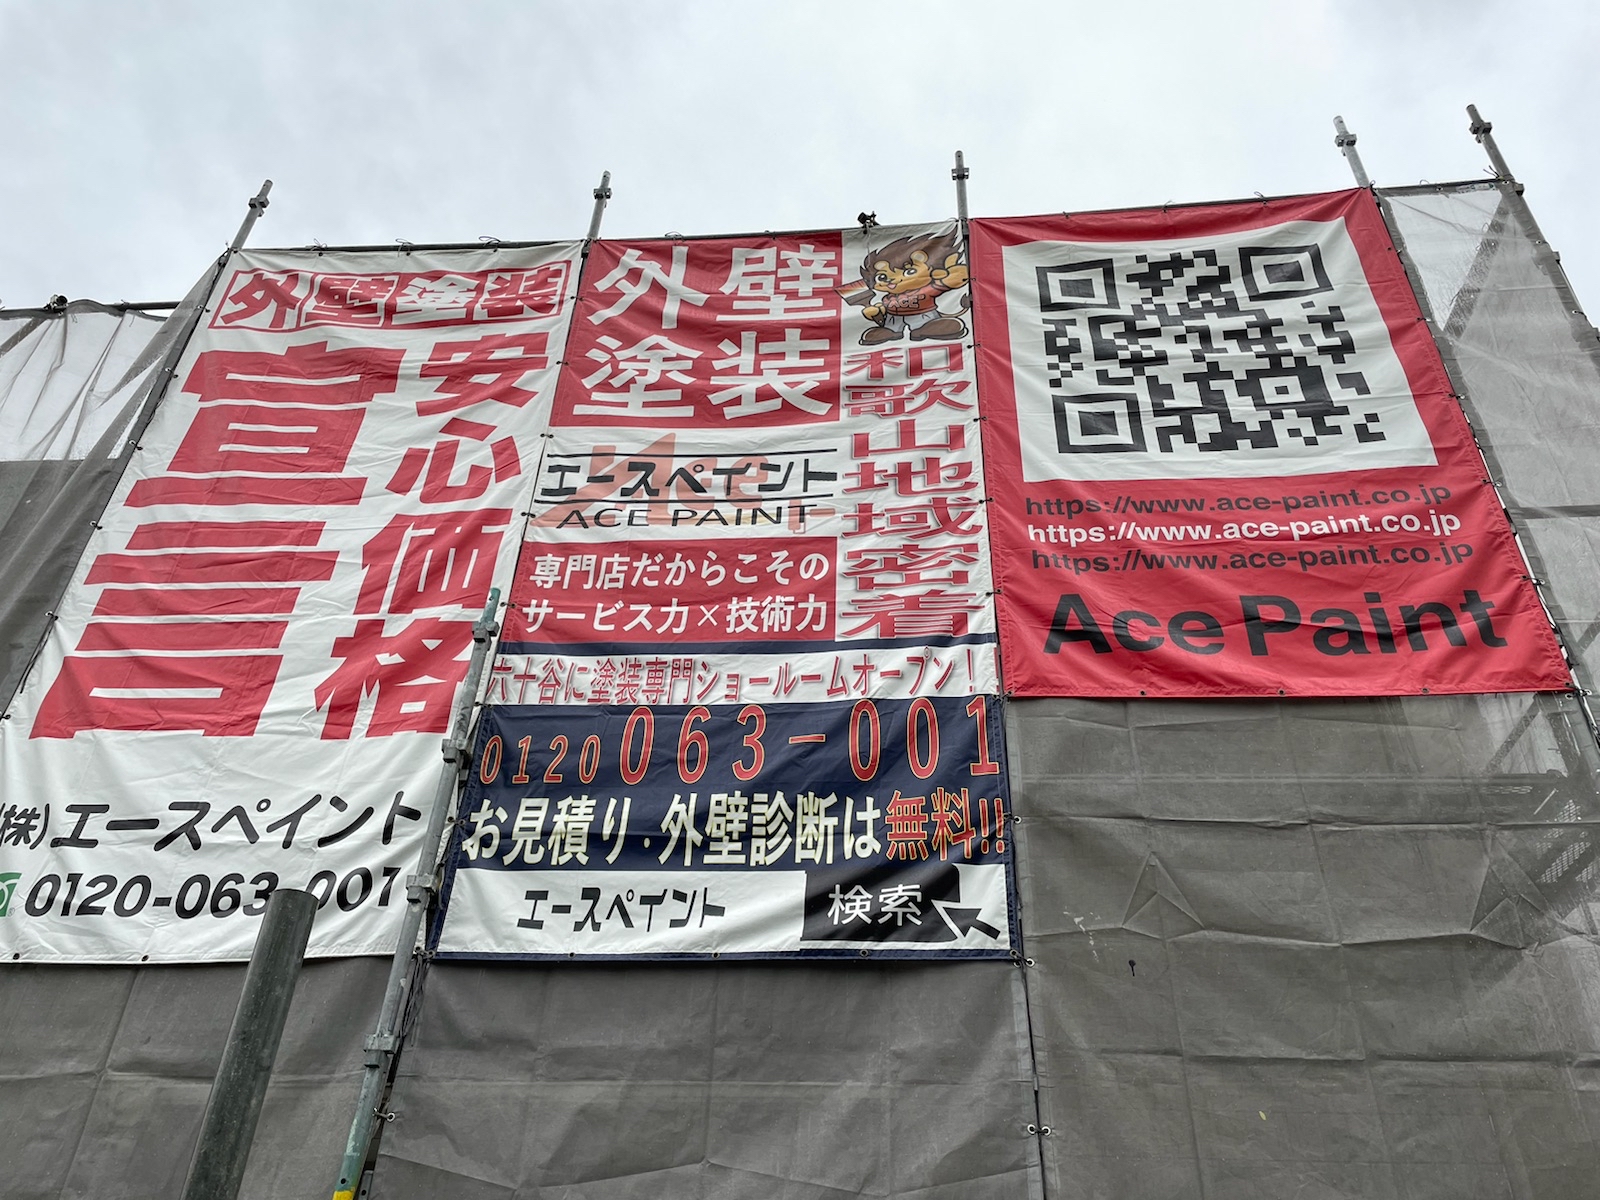 外壁塗装
安心価格
宣言
(株)エースペイント
0120-063-001
外壁
塗装
ACE
和歌山地域密着
エースペイント
ACE PAINT
専門店だからこその
サービス力×技術力
六十谷に塗装専門ショールームオープン!
0120 063-001
お見積り・外壁診断は無料!!
エースペイント 検索
https://www.ace-paint.co.jp
https://www.ace-paint.co.jp
https://www.ace-paint.co.jp
Ace Paint